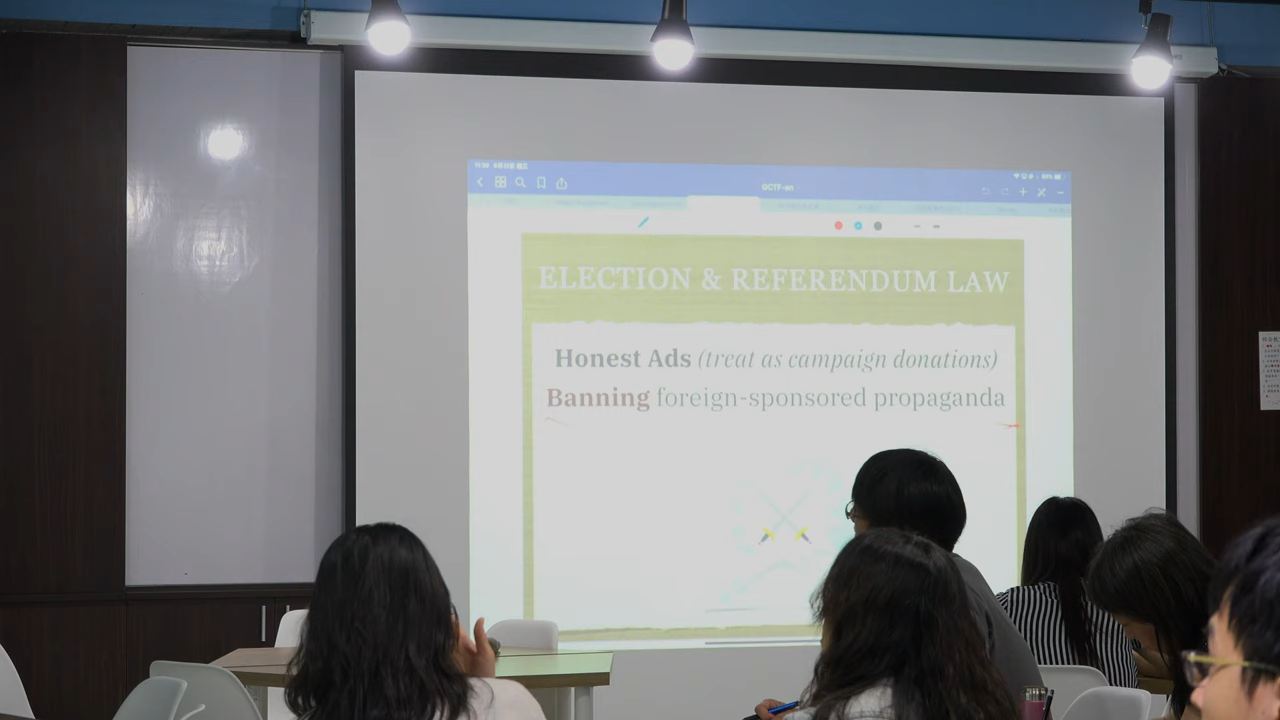 GCTF-en
ELECTION & REFERENDUM LAW
Honest Ads (treat as campaign donations)
Banning foreign-sponsored propaganda